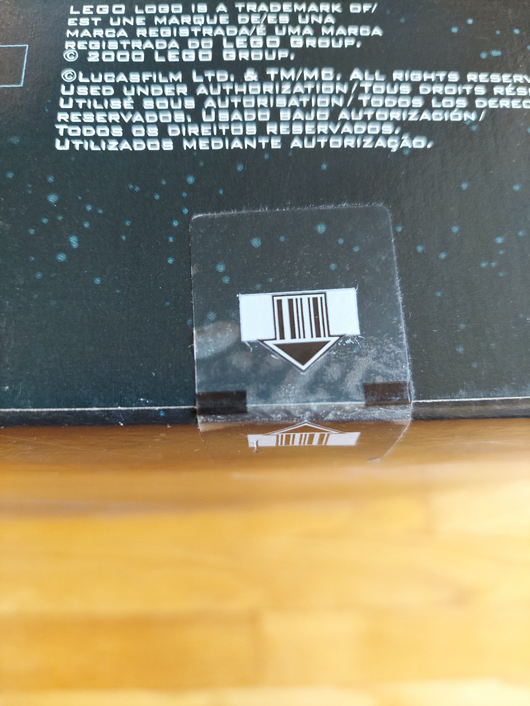 LEGO LOGO IS A TRADEMARK OF/
EST UNE MARQUE DE/ES UNA
MARCA REGISTRADA/É UMA MARCA
REGISTRADA DO LEGO GROUP.
© 2000 LEGO GROUP.
©LUCASFILM LTD. & TM/MC. ALL RIGHTS
USED UNDER AUTHORIZATION/TOUS DROITS
UTILISÉ SOUS AUTORISATION/TODOS LOS
RESERVADOS. USADO BAJO AUTORIZACIÓN/
TODOS OS DIREITOS RESERVADOS.
UTILIZADOS MEDIANTE AUTORIZAÇÃO.